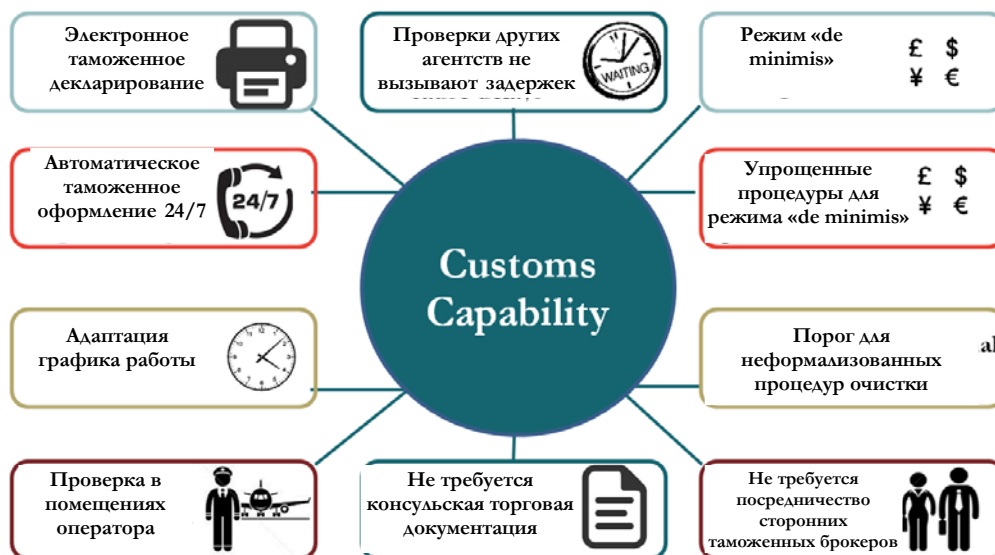 Электронное
таможенное
декларирование
Проверки других
агентств не
вызывают задержек
WAITING
Режим «de
minimis»
£ $
¥ €
Автоматическое
таможенное
оформление 24/7
24/7
Упрощенные
процедуры для
режима «de minimis»
£ $
¥ €
Customs
Capability
Адаптация
графика работы
Порог для
неформализованных
процедур очистки
Проверка в
помещениях
оператора
Не требуется
консульская торговая
документация
Не требуется
посредничество
сторонних
таможенных брокеров